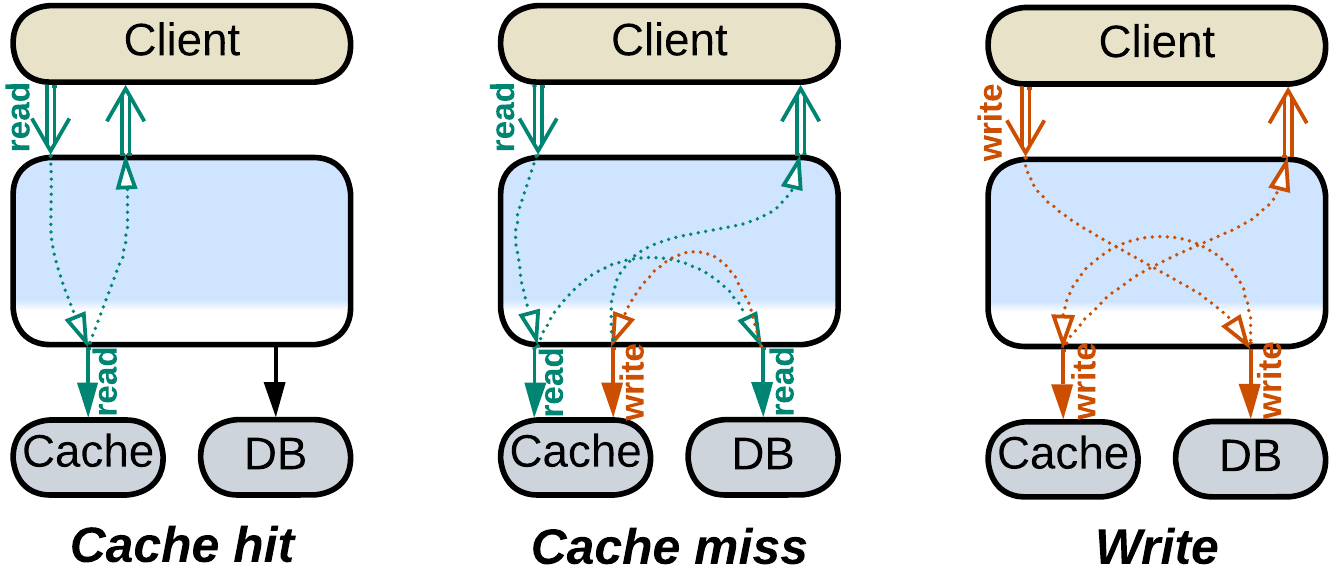 Client
read
read
Cache
DB
Cache hit
Client
read
read
write
read
Cache
DB
Cache miss
Client
write
write
write
Cache
DB
Write